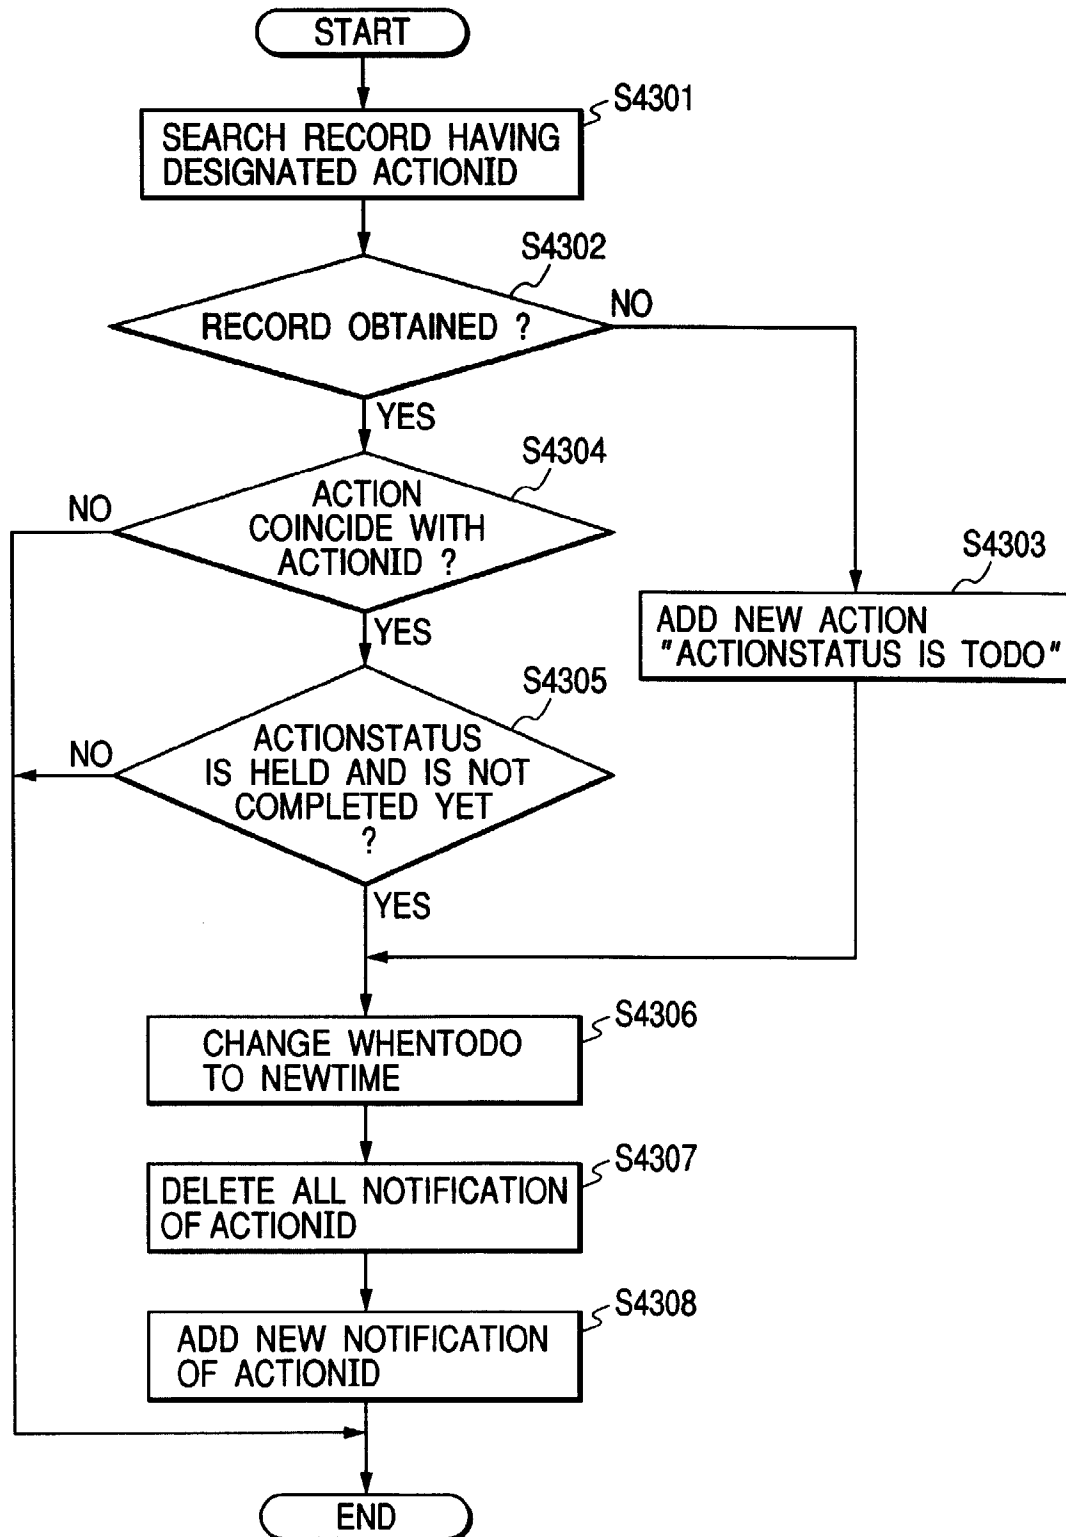 START
S4301
SEARCH RECORD HAVING
DESIGNATED ACTIONID
S4302
RECORD OBTAINED ?
NO
YES
S4304
ACTION
COINCIDE WITH
ACTIONID ?
NO
YES
S4303
ADD NEW ACTION
"ACTIONSTATUS IS TODO"
S4305
ACTIONSTATUS
IS HELD AND IS NOT
COMPLETED YET
?
NO
YES
S4306
CHANGE WHENTODO
TO NEWTIME
S4307
DELETE ALL NOTIFICATION
OF ACTIONID
S4308
ADD NEW NOTIFICATION
OF ACTIONID
END